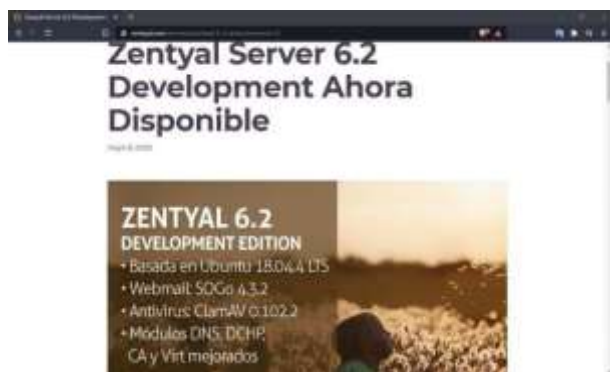 Zentyal Server 6.2
Development Ahora
Disponible
ZENTYAL 6.2
DEVELOPMENT EDITION
• Basada en Ubuntu 18.04.4 LTS
• Webmail: SOGo 4.3.2
• Antivirus: ClamAV 0.102.2
• Módulos DNS, DCHP,
CA y Virt mejorados